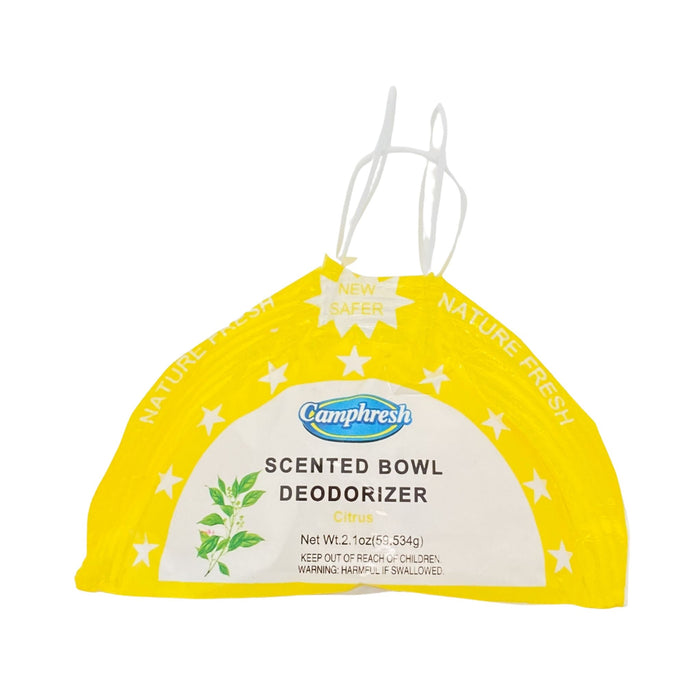 NEW
SAFER
NATURE FRESH
NATURE FRESH
Camphresh
SCENTED BOWL
DEODORIZER
Citrus
Net Wt.2.1oz(59.534g)
KEEP OUT OF REACH OF CHILDREN.
WARNING: HARMFUL IF SWALLOWED.